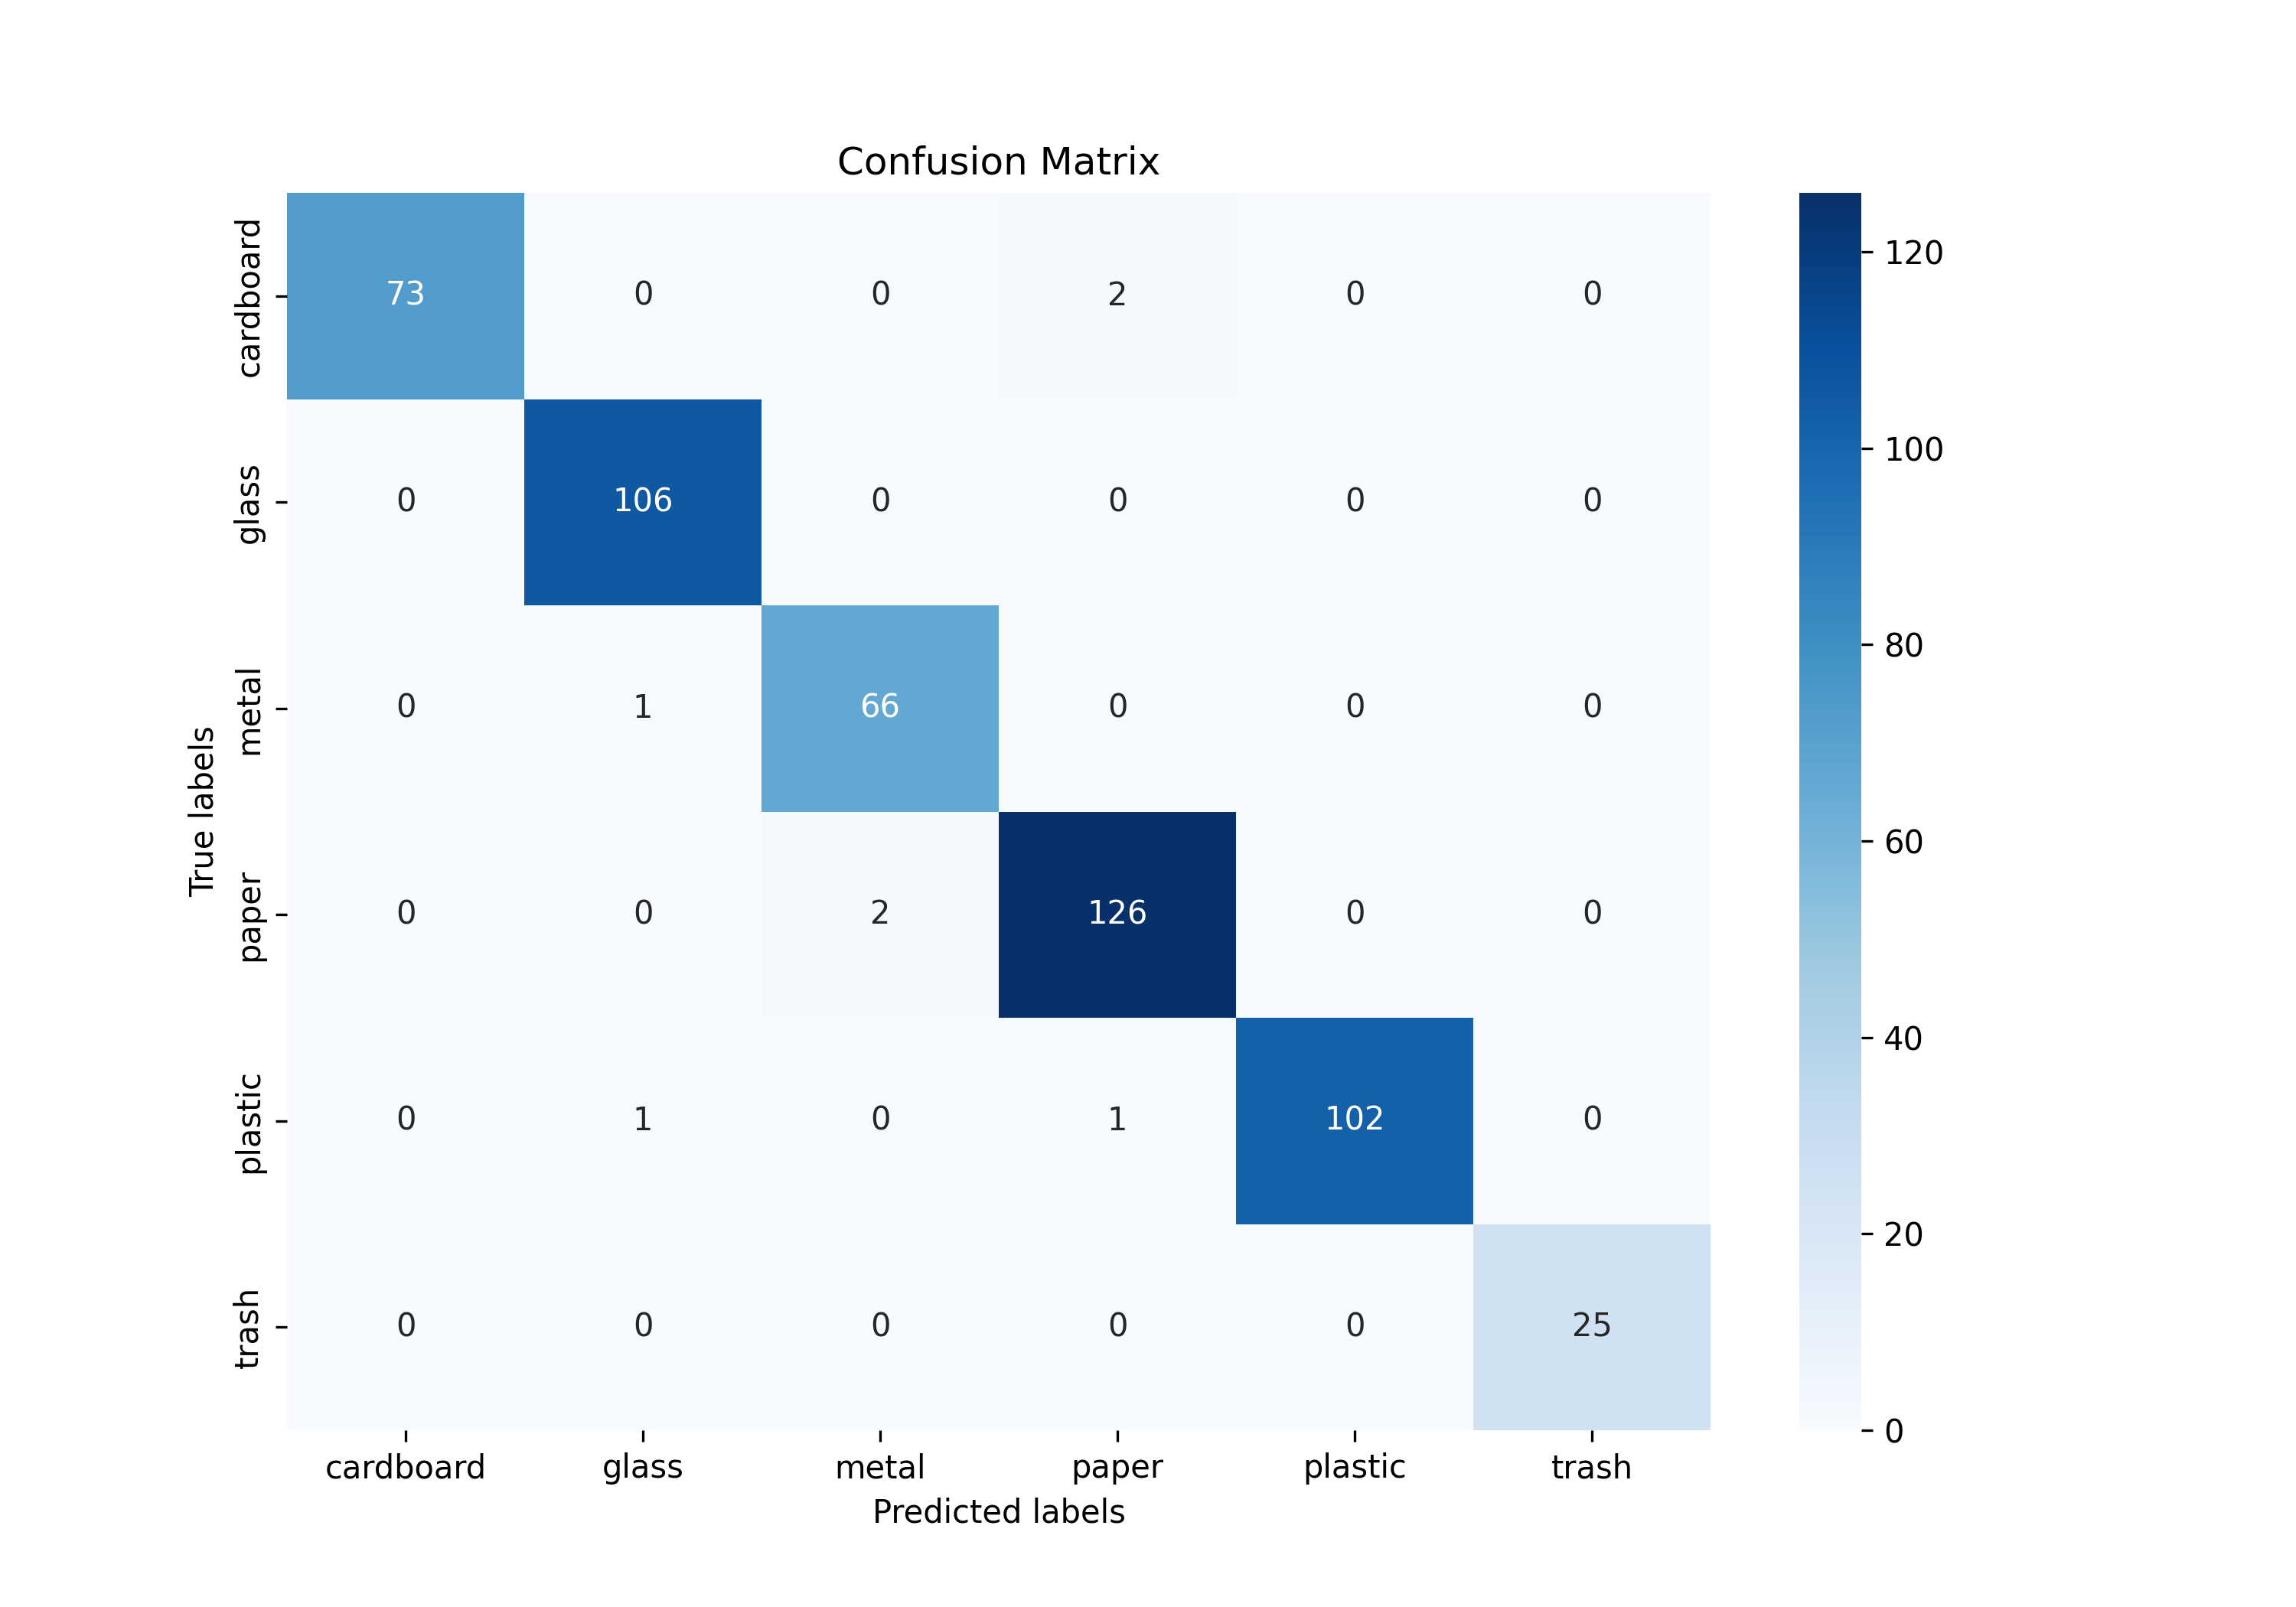 Confusion Matrix
cardboard 73 0 0 2 0 0
glass 0 106 0 0 0 0
metal 0 1 66 0 0 0
paper 0 0 2 126 0 0
plastic 0 1 0 1 102 0
trash 0 0 0 0 0 25
cardboard glass metal paper plastic trash
Predicted labels
True labels
120
100
80
60
40
20
0